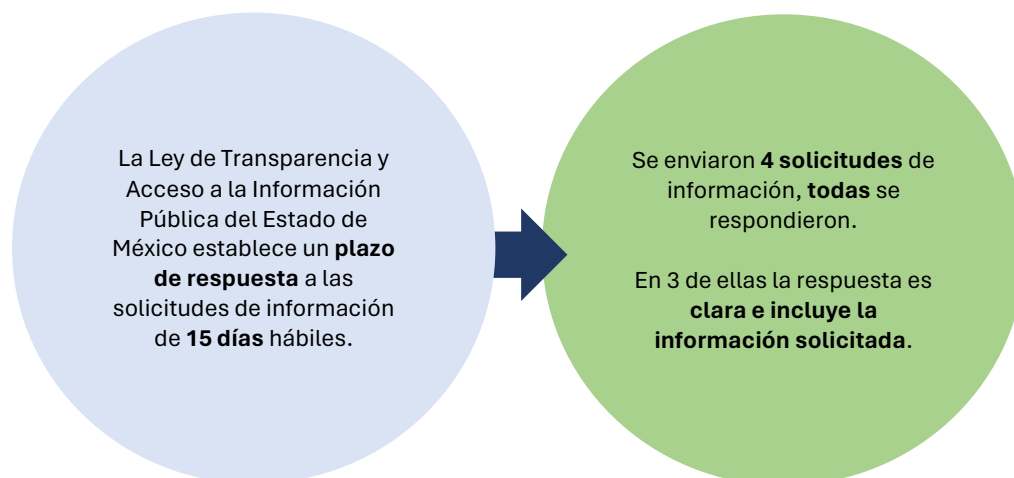 La Ley de Transparencia y
Acceso a la Información
Pública del Estado de
México establece un plazo
de respuesta a las
solicitudes de información
de 15 días hábiles.
Se enviaron 4 solicitudes de
información, todas se
respondieron.
En 3 de ellas la respuesta es
clara e incluye la
información solicitada.